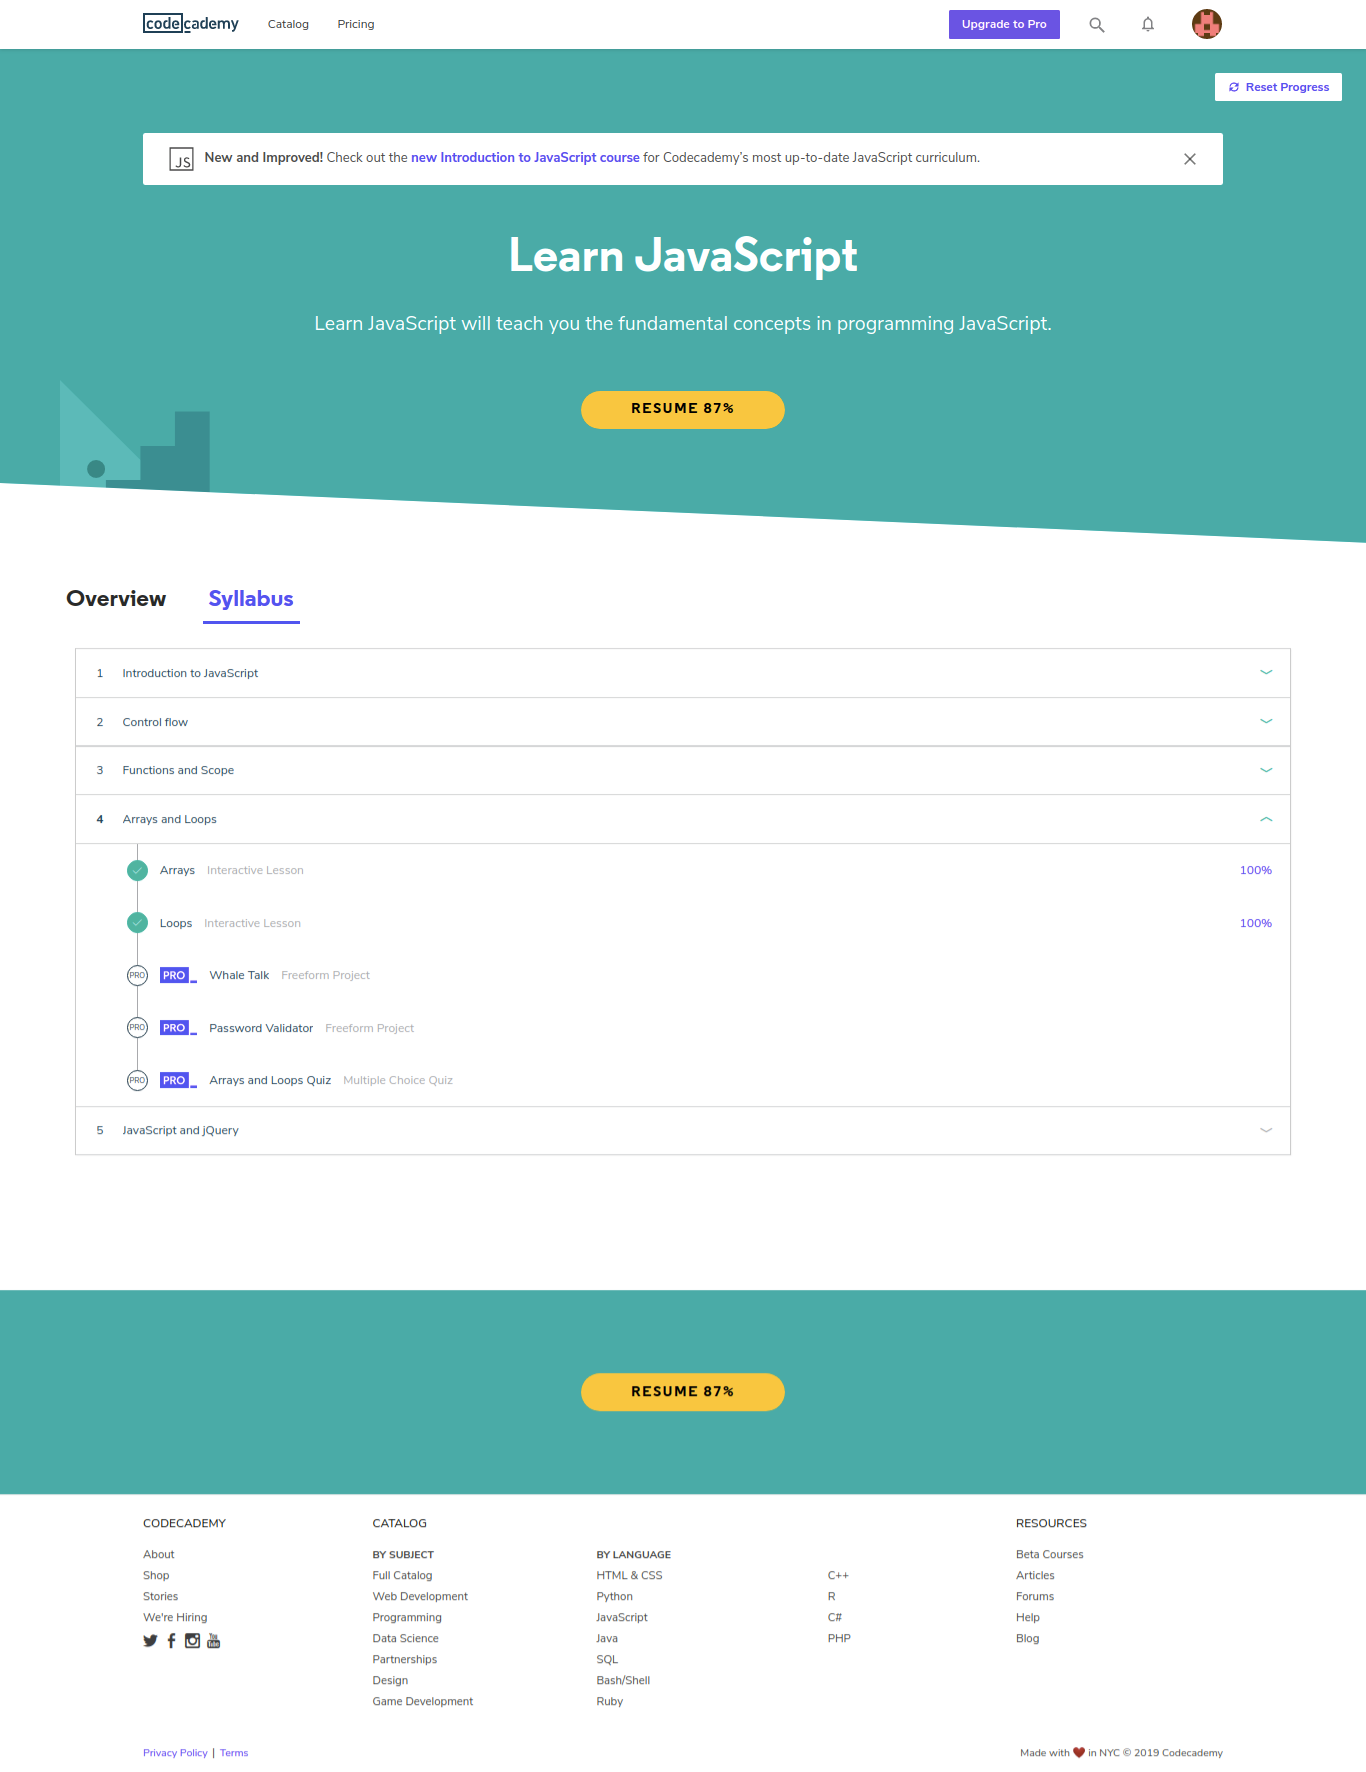 codecademy Catalog Pricing Upgrade to Pro
Reset Progress
JS New and Improved! Check out the new Introduction to JavaScript course for Codecademy's most up-to-date JavaScript curriculum.
Learn JavaScript
Learn JavaScript will teach you the fundamental concepts in programming JavaScript.
RESUME 87%
Overview Syllabus
1 Introduction to JavaScript
2 Control flow
3 Functions and Scope
4 Arrays and Loops
Arrays Interactive Lesson 100%
Loops Interactive Lesson 100%
PRO PRO_ Whale Talk Freeform Project
PRO PRO_ Password Validator Freeform Project
PRO PRO_ Arrays and Loops Quiz Multiple Choice Quiz
5 JavaScript and jQuery
RESUME 87%
CODECADEMY
About
Shop
Stories
We're Hiring
You Tube
CATALOG
BY SUBJECT
Full Catalog
Web Development
Programming
Data Science
Partnerships
Design
Game Development
BY LANGUAGE
HTML & CSS
Python
JavaScript
Java
SQL
Bash/Shell
Ruby
C++
R
C#
PHP
RESOURCES
Beta Courses
Articles
Forums
Help
Blog
Privacy Policy | Terms
Made with ❤ in NYC © 2019 Codecademy